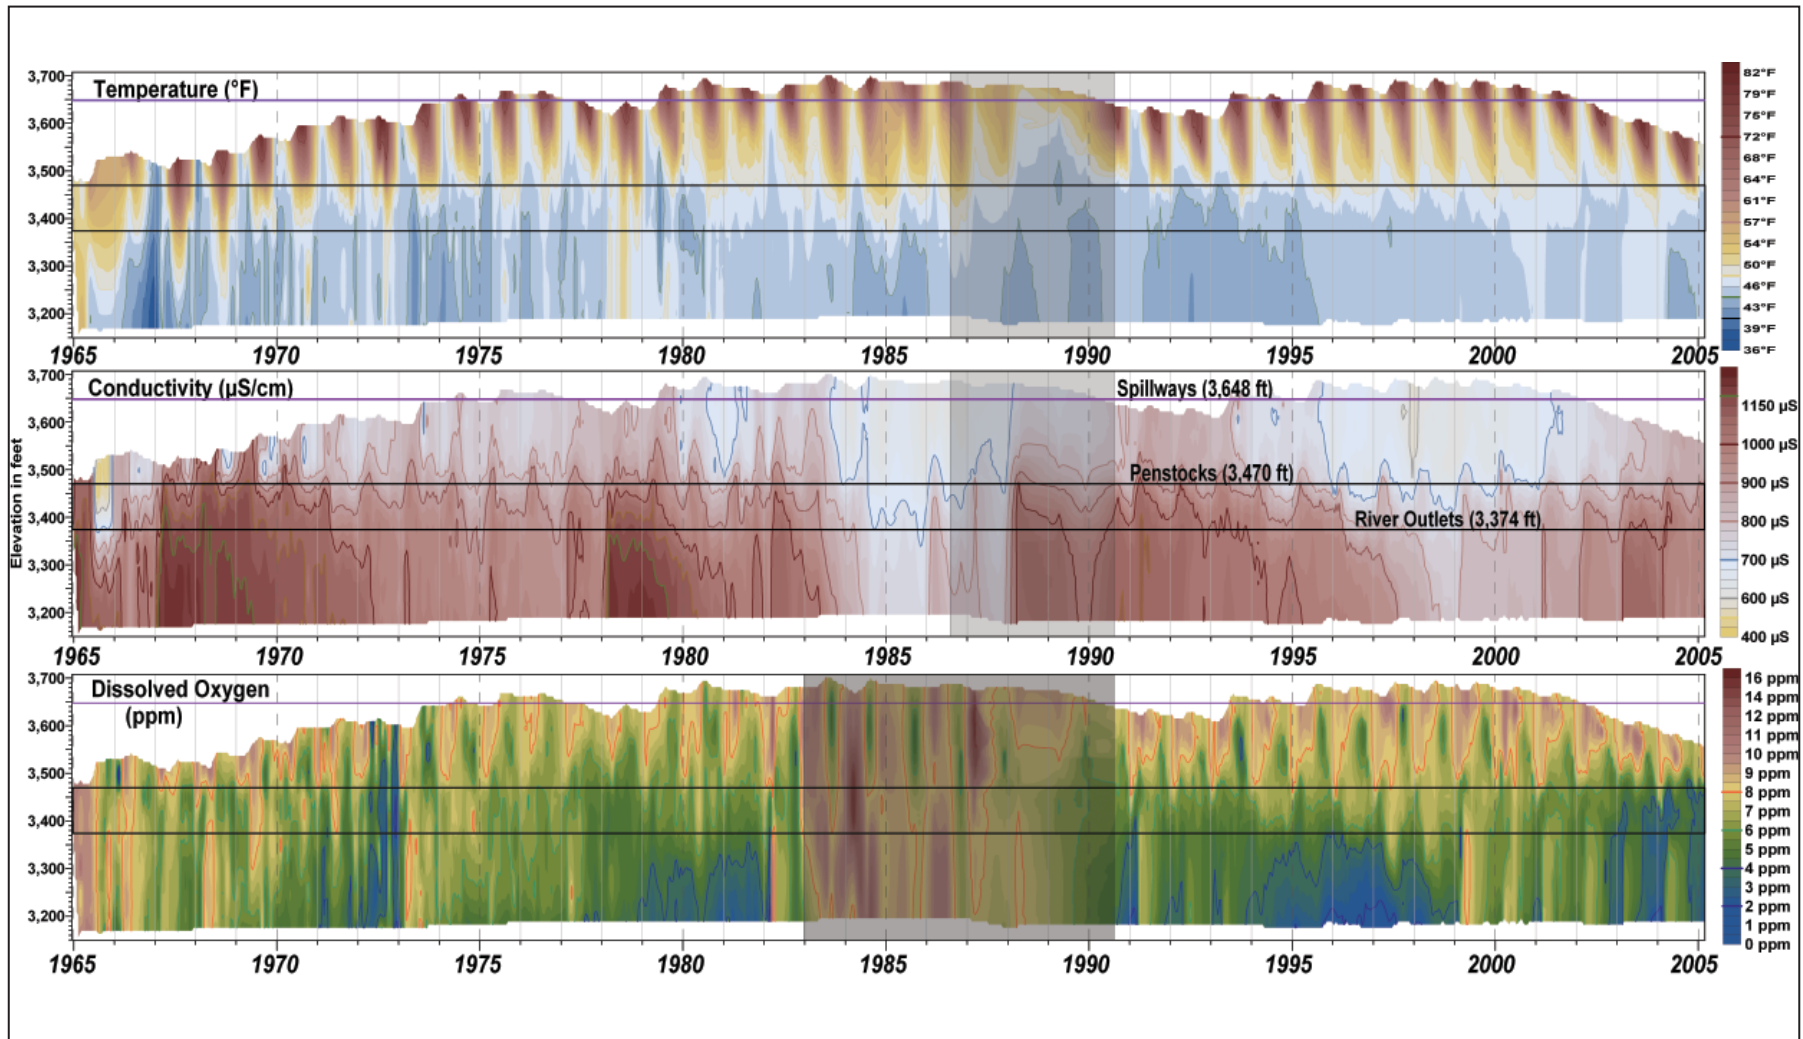 Temperature (°F)
3,700
3,600
3,500
3,400
3,300
3,200
1965 1970 1975 1980 1985 1990 1995 2000 2005
82°F
79°F
75°F
72°F
68°F
64°F
61°F
57°F
54°F
50°F
46°F
43°F
39°F
36°F
Elevation in feet
Conductivity (µS/cm)
Spillways (3,648 ft)
Penstocks (3,470 ft)
River Outlets (3,374 ft)
3,700
3,600
3,500
3,400
3,300
3,200
1965 1970 1975 1980 1985 1990 1995 2000 2005
1150 µS
1000 µS
900 µS
800 µS
700 µS
600 µS
400 µS
Dissolved Oxygen
(ppm)
3,700
3,600
3,500
3,400
3,300
3,200
1965 1970 1975 1980 1985 1990 1995 2000 2005
16 ppm
14 ppm
12 ppm
11 ppm
10 ppm
9 ppm
8 ppm
7 ppm
6 ppm
5 ppm
4 ppm
3 ppm
2 ppm
1 ppm
0 ppm